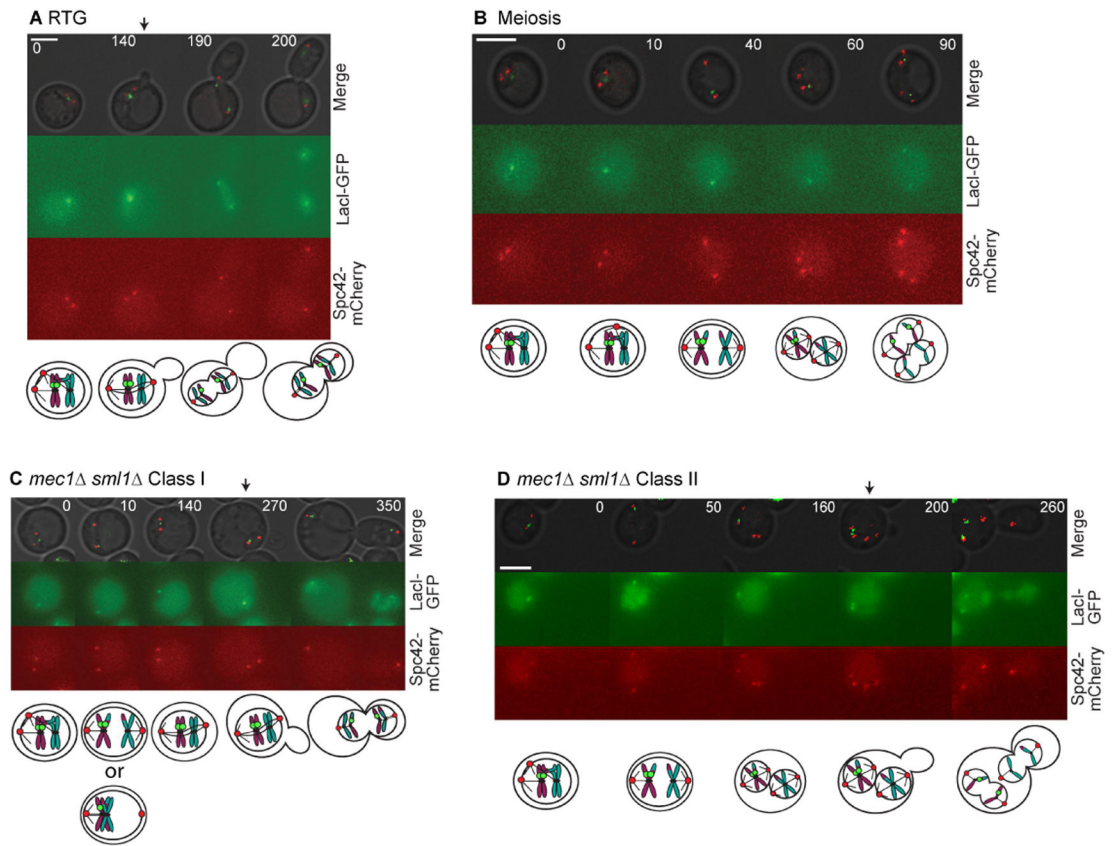 A RTG
0 140 190 200
Merge
LacI-GFP
Spc42-
mCherry
B Meiosis
0 10 40 60 90
Merge
LacI-GFP
Spc42-
mCherry
C mec1Δ sml1Δ Class I
0 10 140 270 350
Merge
LacI-
GFP
Spc42-
mCherry
or
D mec1Δ sml1Δ Class II
0 50 160 200 260
Merge
LacI-
GFP
Spc42-
mCherry